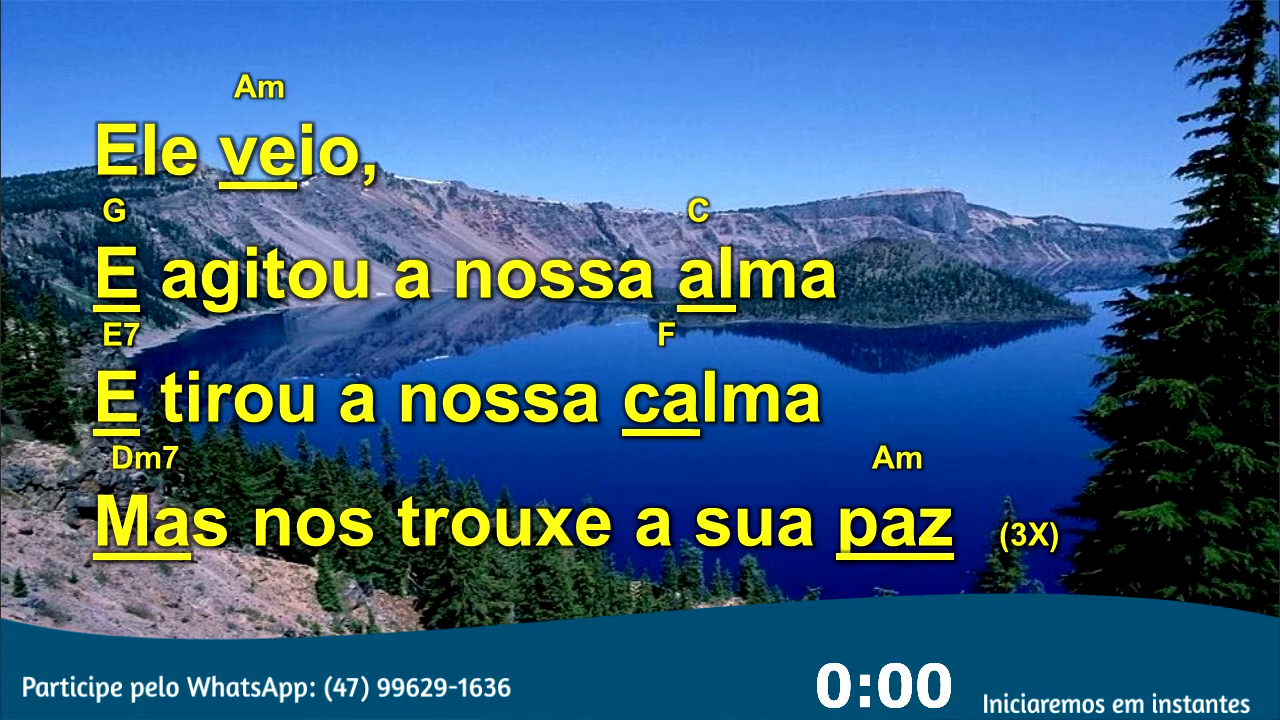 Am
Ele veio,
G C
E agitou a nossa alma
E7 F
E tirou a nossa calma
Dm7 Am
Mas nos trouxe a sua paz (3X)
Participe pelo WhatsApp: (47) 99629-1636
0:00
Iniciaremos em instantes